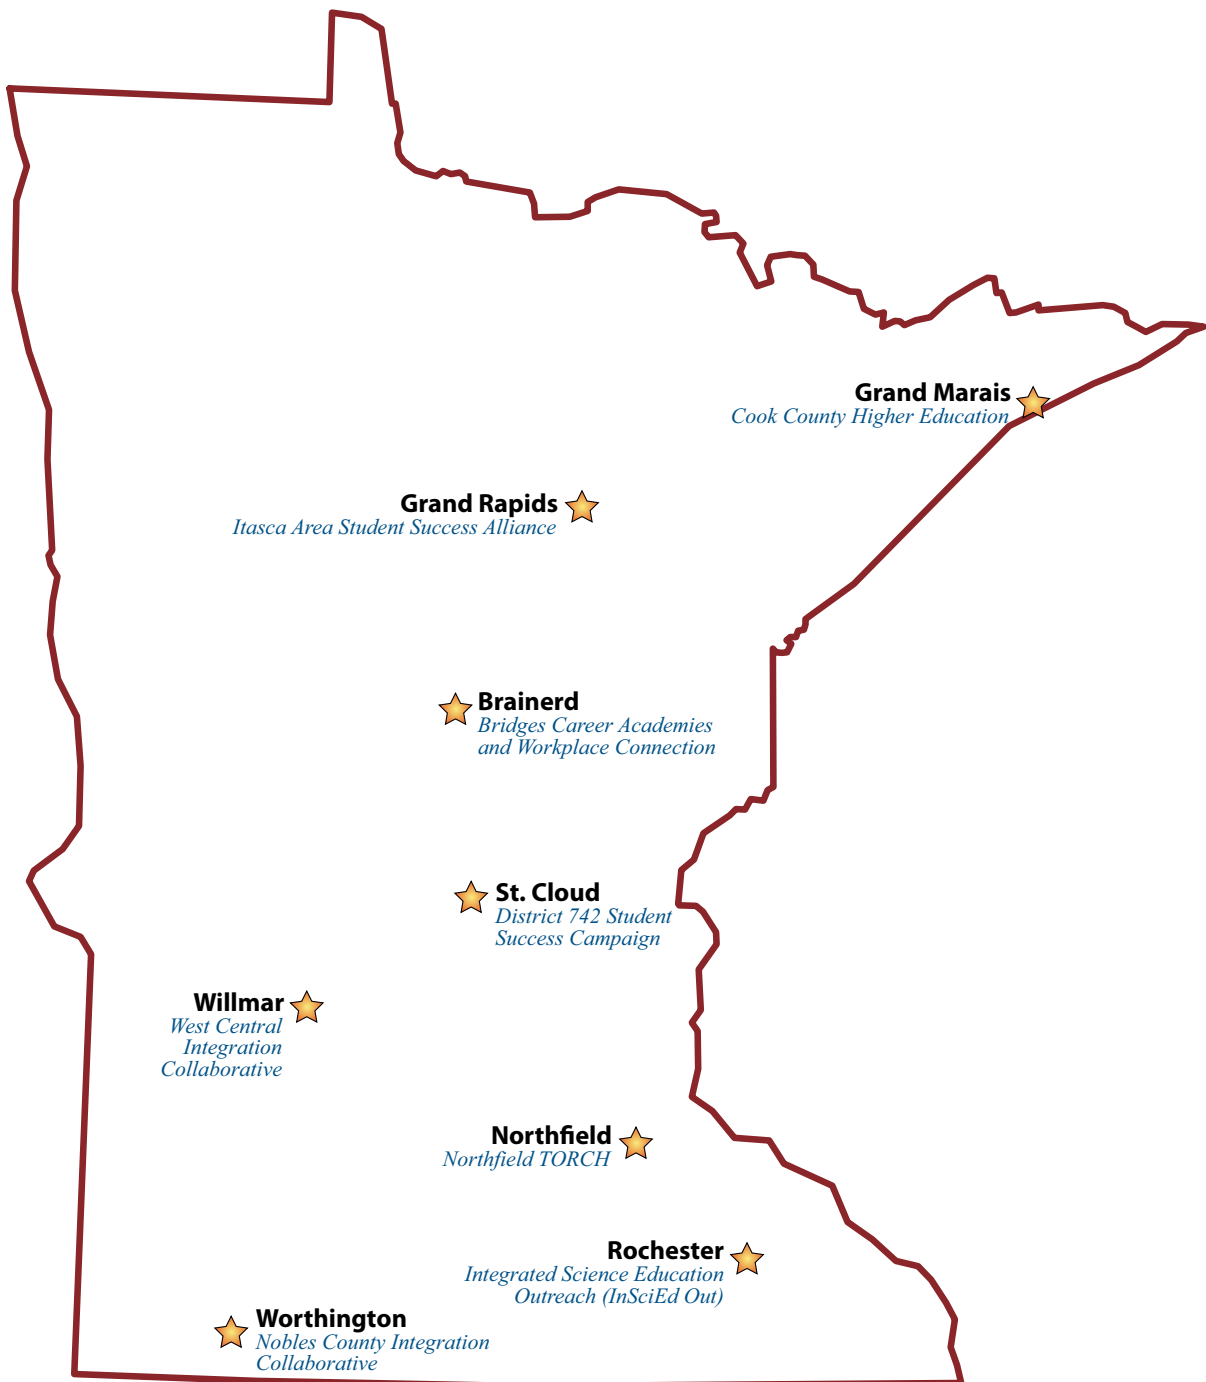 Grand Marais
Cook County Higher Education
Grand Rapids
Itasca Area Student Success Alliance
Brainerd
Bridges Career Academies
and Workplace Connection
St. Cloud
District 742 Student
Success Campaign
Willmar
West Central
Integration
Collaborative
Northfield
Northfield TORCH
Rochester
Integrated Science Education
Outreach (InSciEd Out)
Worthington
Nobles County Integration
Collaborative